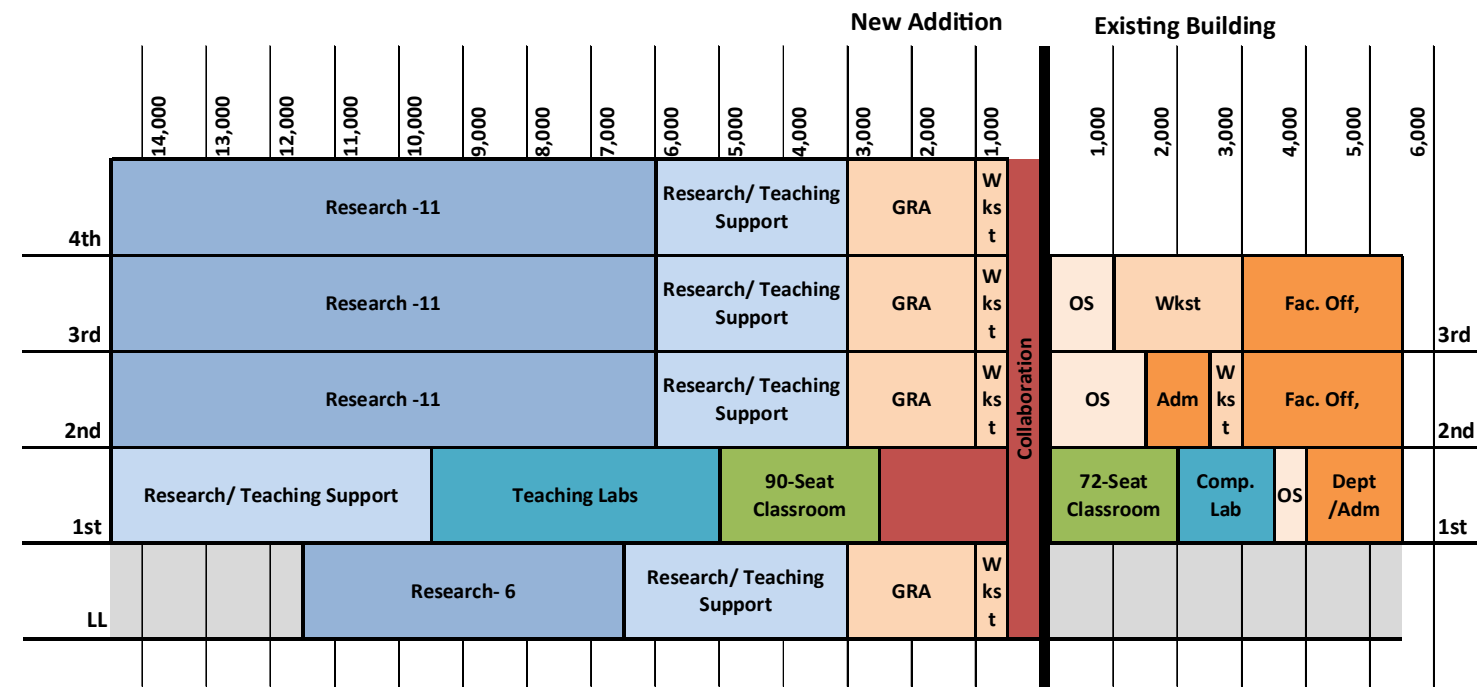 New Addition
Existing Building
14,000
13,000
12,000
11,000
10,000
9,000
8,000
7,000
6,000
5,000
4,000
3,000
2,000
1,000
1,000
2,000
3,000
4,000
5,000
6,000
4th
Research -11
Research/ Teaching
Support
GRA
W
ks
t
Collaboration
3rd
Research -11
Research/ Teaching
Support
GRA
W
ks
t
OS
Wkst
Fac. Off,
3rd
2nd
Research -11
Research/ Teaching
Support
GRA
W
ks
t
OS
Adm
W
ks
t
Fac. Off,
2nd
1st
Research/ Teaching Support
Teaching Labs
90-Seat
Classroom
72-Seat
Classroom
Comp.
Lab
OS
Dept
/Adm
1st
LL
Research- 6
Research/ Teaching
Support
GRA
W
ks
t